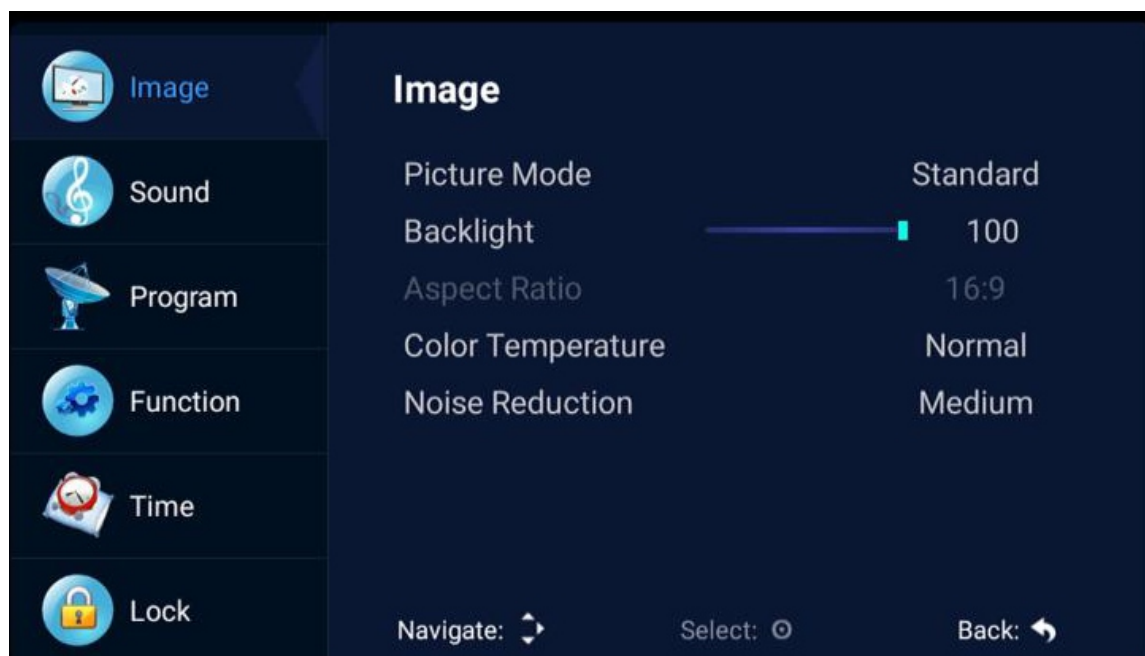 Image
Sound
Program
Function
Time
Lock
Image
Picture Mode Standard
Backlight 100
Aspect Ratio 16:9
Color Temperature Normal
Noise Reduction Medium
Navigate: Select: Back: